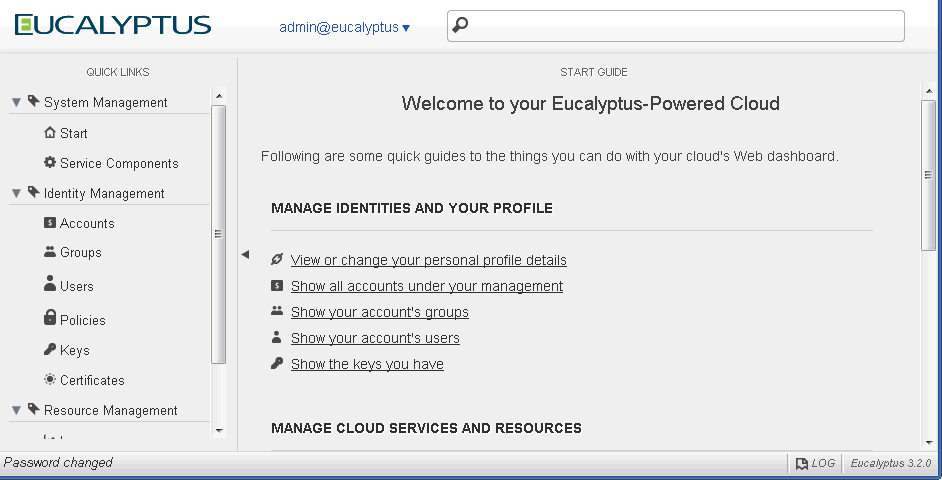 EUCALYPTUS
admin@eucalyptus
QUICK LINKS
System Management
Start
Service Components
Identity Management
Accounts
Groups
Users
Policies
Keys
Certificates
Resource Management
START GUIDE
Welcome to your Eucalyptus-Powered Cloud
Following are some quick guides to the things you can do with your cloud's Web dashboard.
MANAGE IDENTITIES AND YOUR PROFILE
View or change your personal profile details
Show all accounts under your management
Show your account's groups
Show your account's users
Show the keys you have
MANAGE CLOUD SERVICES AND RESOURCES
Password changed
LOG
Eucalyptus 3.2.0